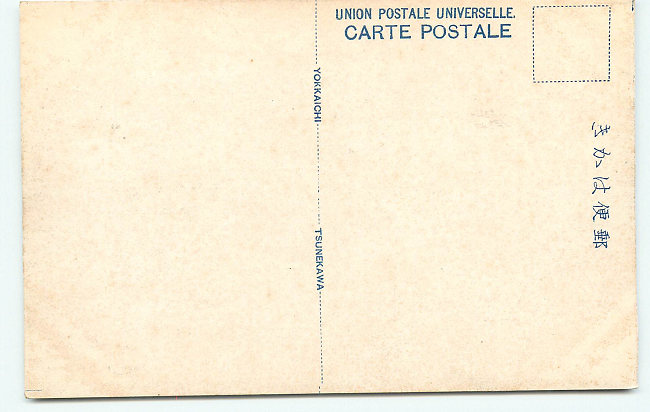 UNION POSTALE UNIVERSELLE.
CARTE POSTALE
YOKKAICHI
TSUNEKAWA
郵便はかき